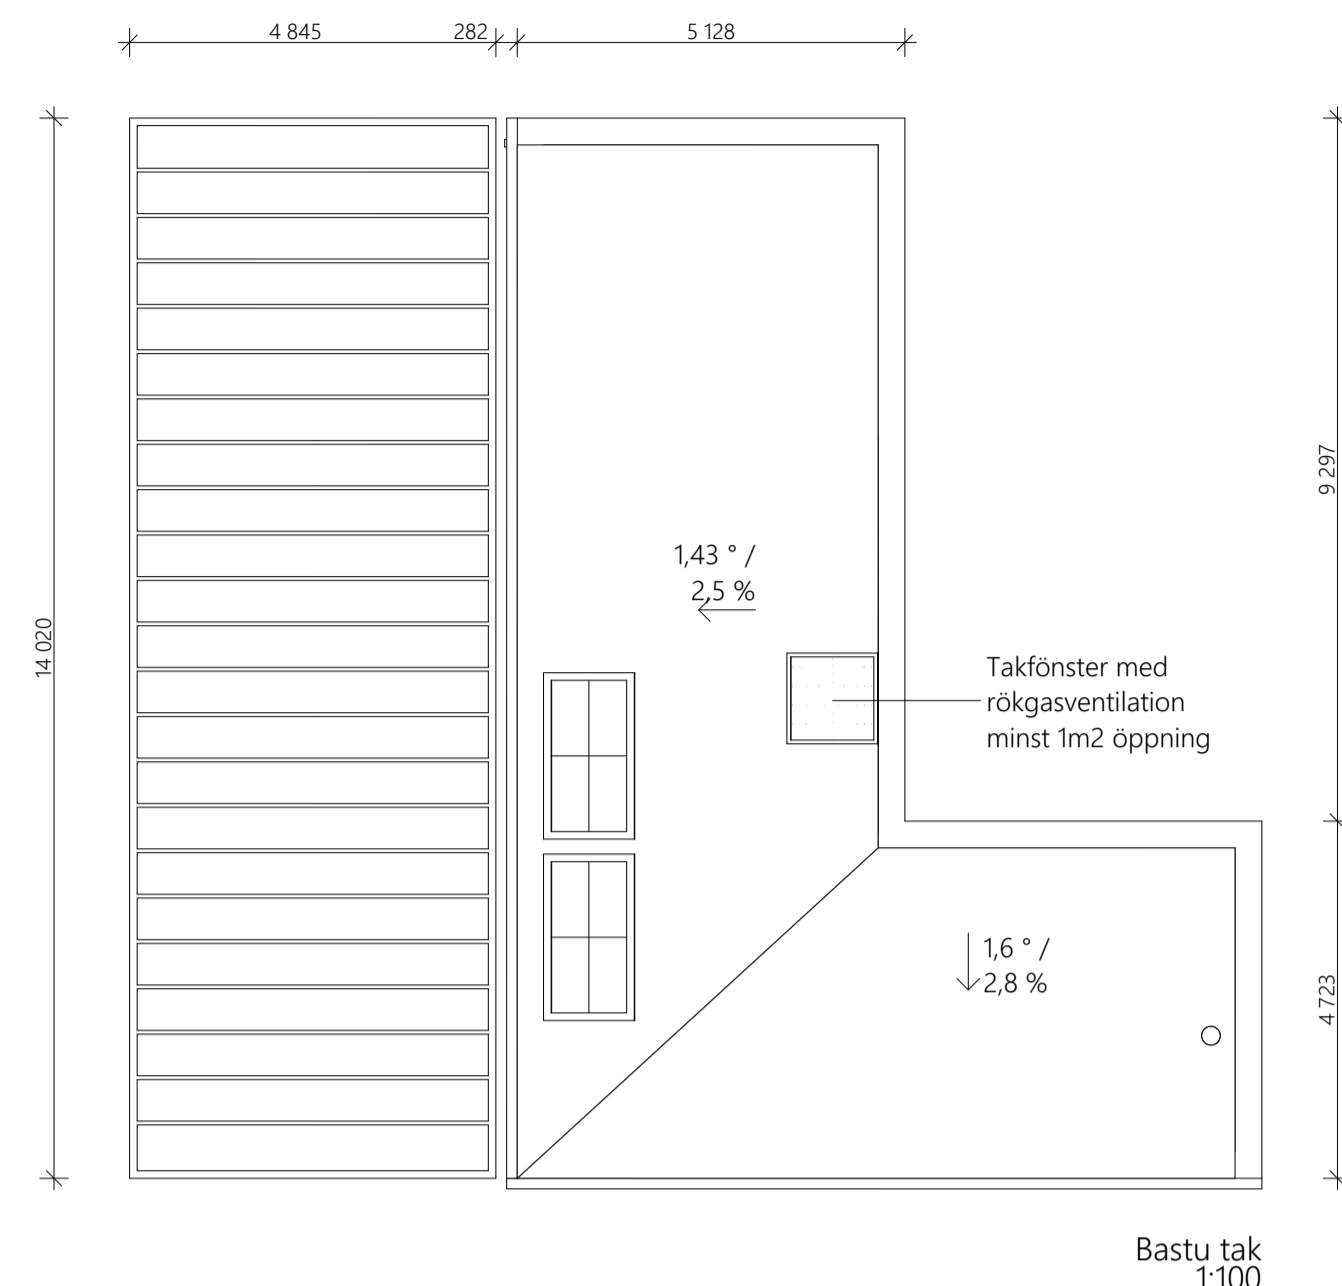 4 845
282
5 128
14 020
9 297
1,43 ° /
2,5 %
Takfönster med
rökgasventilation
minst 1m2 öppning
1,6 ° /
2,8 %
4 723
Bastu tak
1:100